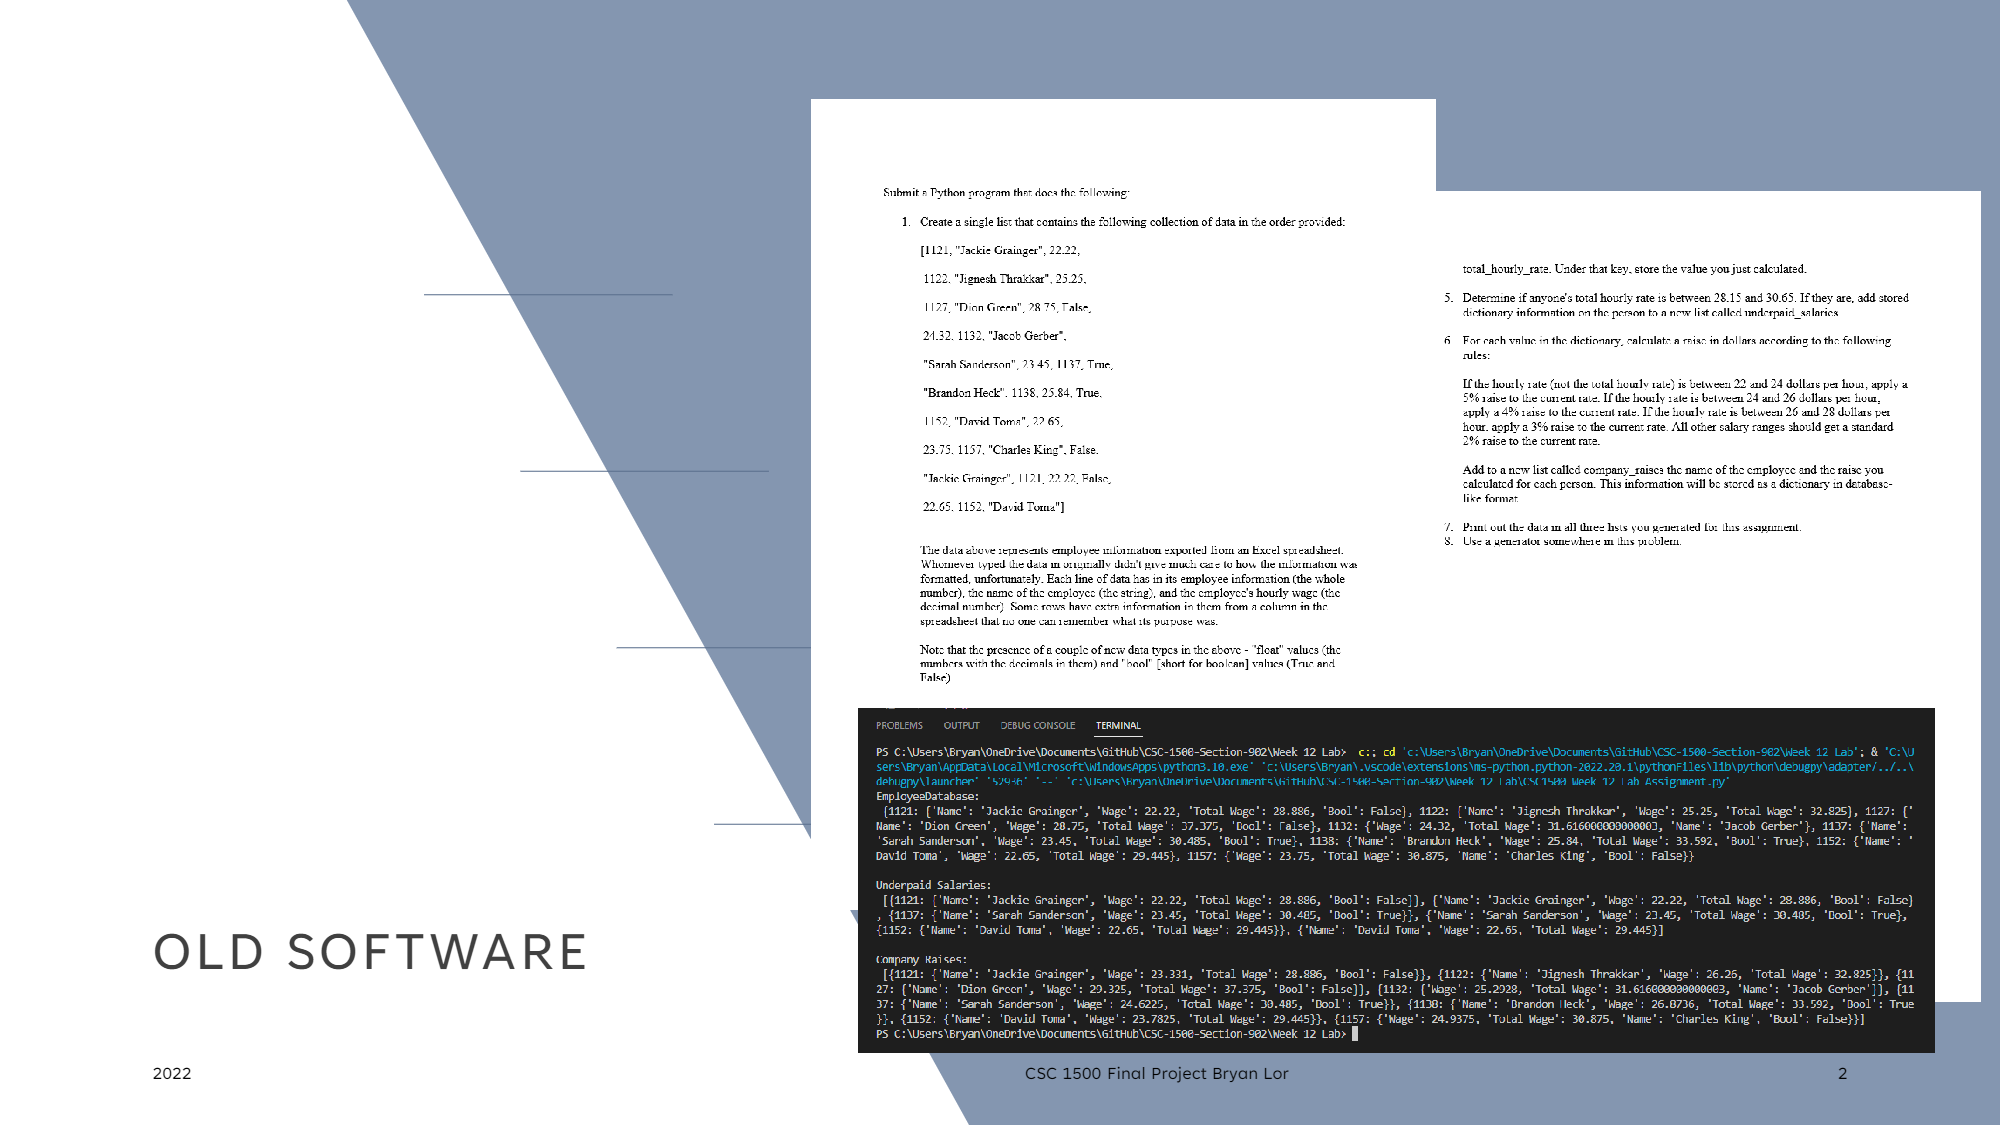 Submit a Python program that does the following:
1. Create a single list that contains the following collection of data in the order provided:
[1121, "Jackie Grainger", 22.22,
1122, "Jignesh Thrakkar", 25.25,
1127, "Dion Green", 28.75, False,
24.32, 1132, "Jacob Gerber",
"Sarah Sanderson", 23.45, 1137, True,
"Brandon Heck", 1138, 25.84, True,
1152, "David Toma", 22.65,
23.75, 1157, "Charles King", False,
"Jackie Grainger", 1121, 22.22, False,
22.65, 1152, "David Toma"]
The data above represents employee information exported from an Excel spreadsheet.
Whomever typed the data in originally didn't give much care to how the information was
formatted, unfortunately. Each line of data has in its employee information (the whole
number), the name of the employee (the string), and the employee's hourly wage (the
decimal number). Some rows have extra information in them from a column in the
spreadsheet that no one can remember what its purpose was.
Note that the presence of a couple of new data types in the above - "float" values (the
numbers with the decimals in them) and "bool" [short for boolean] values (True and
False)
total_hourly_rate. Under that key, store the value you just calculated.
5. Determine if anyone's total hourly rate is between 28.15 and 30.65. If they are, add stored
dictionary information on the person to a new list called underpaid_salaries
6. For each value in the dictionary, calculate a raise in dollars according to the following
rules:
If the hourly rate (not the total hourly rate) is between 22 and 24 dollars per hour, apply a
5% raise to the current rate. If the hourly rate is between 24 and 26 dollars per hour,
apply a 4% raise to the current rate. If the hourly rate is between 26 and 28 dollars per
hour, apply a 3% raise to the current rate. All other salary ranges should get a standard
2% raise to the current rate.
Add to a new list called company_raises the name of the employee and the raise you
calculated for each person. This information will be stored as a dictionary in database-
like format.
7. Print out the data in all three lists you generated for this assignment.
8. Use a generator somewhere in this problem.
PROBLEMS OUTPUT DEBUG CONSOLE TERMINAL
PS C:\Users\Bryan\OneDrive\Documents\GitHub\CSC-1500-Section-902\Week 12 Lab> c:; cd 'c:\Users\Bryan\OneDrive\Documents\GitHub\CSC-1500-Section-902\Week 12 Lab'; & 'C:\U
sers\Bryan\AppData\Local\Microsoft\WindowsApps\python3.10.exe' 'c:\Users\Bryan\.vscode\extensions\ms-python.python-2022.20.1\pythonFiles\lib\python\debugpy\adapter/../..\
debugpy\launcher' '52936' '--' 'c:\Users\Bryan\OneDrive\Documents\GitHub\CSC-1500-Section-902\Week 12 Lab\CSC1500 Week 12 Lab Assignment.py'
EmployeeDatabase:
{1121: {'Name': 'Jackie Grainger', 'Wage': 22.22, 'Total Wage': 28.886, 'Bool': False}, 1122: {'Name': 'Jignesh Thrakkar', 'Wage': 25.25, 'Total Wage': 32.825}, 1127: {'
Name': 'Dion Green', 'Wage': 28.75, 'Total Wage': 37.375, 'Bool': False}, 1132: {'Wage': 24.32, 'Total Wage': 31.616000000000003, 'Name': 'Jacob Gerber'}, 1137: {'Name':
'Sarah Sanderson', 'Wage': 23.45, 'Total Wage': 30.485, 'Bool': True}, 1138: {'Name': 'Brandon Heck', 'Wage': 25.84, 'Total Wage': 33.592, 'Bool': True}, 1152: {'Name': '
David Toma', 'Wage': 22.65, 'Total Wage': 29.445}, 1157: {'Wage': 23.75, 'Total Wage': 30.875, 'Name': 'Charles King', 'Bool': False}}
Underpaid Salaries:
[{1121: {'Name': 'Jackie Grainger', 'Wage': 22.22, 'Total Wage': 28.886, 'Bool': False}}, {'Name': 'Jackie Grainger', 'Wage': 22.22, 'Total Wage': 28.886, 'Bool': False}
, {1137: {'Name': 'Sarah Sanderson', 'Wage': 23.45, 'Total Wage': 30.485, 'Bool': True}}, {'Name': 'Sarah Sanderson', 'Wage': 23.45, 'Total Wage': 30.485, 'Bool': True},
{1152: {'Name': 'David Toma', 'Wage': 22.65, 'Total Wage': 29.445}}, {'Name': 'David Toma', 'Wage': 22.65, 'Total Wage': 29.445}]
Company Raises:
[{1121: {'Name': 'Jackie Grainger', 'Wage': 23.331, 'Total Wage': 28.886, 'Bool': False}}, {1122: {'Name': 'Jignesh Thrakkar', 'Wage': 26.26, 'Total Wage': 32.825}}, {11
27: {'Name': 'Dion Green', 'Wage': 29.325, 'Total Wage': 37.375, 'Bool': False}}, {1132: {'Wage': 25.2928, 'Total Wage': 31.616000000000003, 'Name': 'Jacob Gerber'}}, {11
37: {'Name': 'Sarah Sanderson', 'Wage': 24.6225, 'Total Wage': 30.485, 'Bool': True}}, {1138: {'Name': 'Brandon Heck', 'Wage': 26.8736, 'Total Wage': 33.592, 'Bool': True
}}, {1152: {'Name': 'David Toma', 'Wage': 23.7825, 'Total Wage': 29.445}}, {1157: {'Wage': 24.9375, 'Total Wage': 30.875, 'Name': 'Charles King', 'Bool': False}}]
PS C:\Users\Bryan\OneDrive\Documents\GitHub\CSC-1500-Section-902\Week 12 Lab>
OLD SOFTWARE
2022
CSC 1500 Final Project Bryan Lor
2